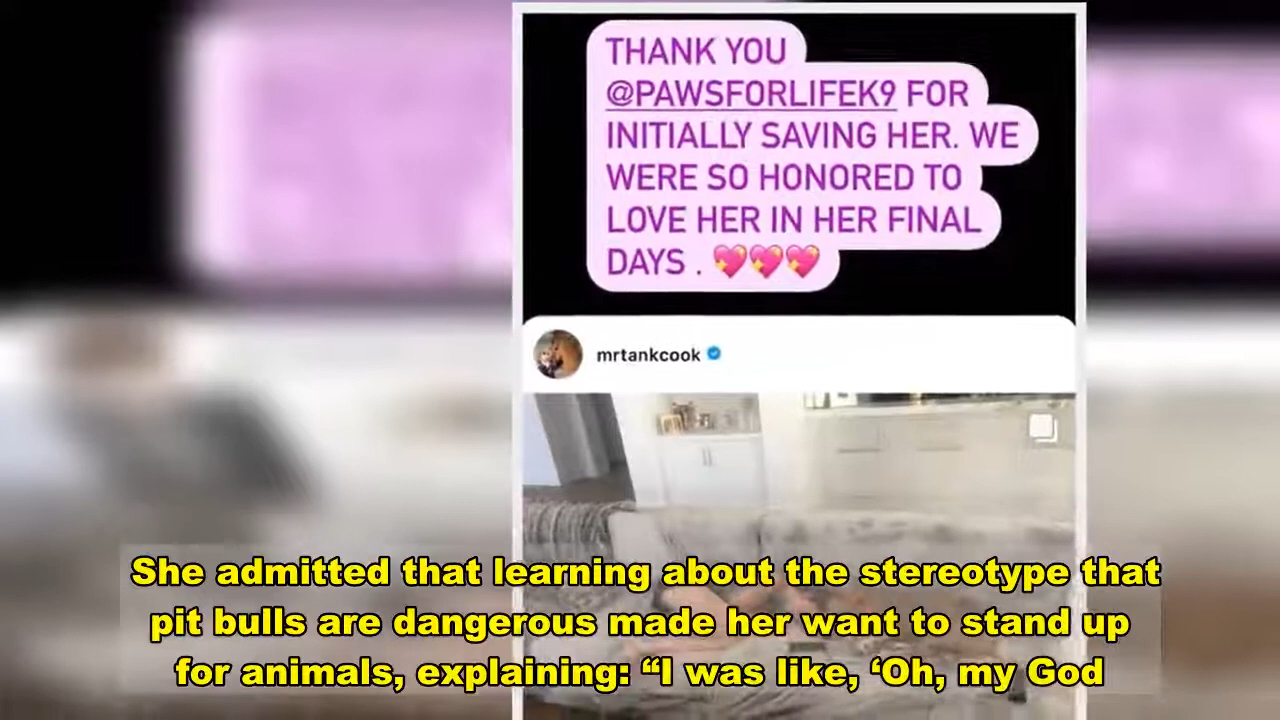 THANK YOU
@PAWSFORLIFEK9 FOR
INITIALLY SAVING HER. WE
WERE SO HONORED TO
LOVE HER IN HER FINAL
DAYS . 💖💖💖
mrtankcook
She admitted that learning about the stereotype that
pit bulls are dangerous made her want to stand up
for animals, explaining: “I was like, ‘Oh, my God